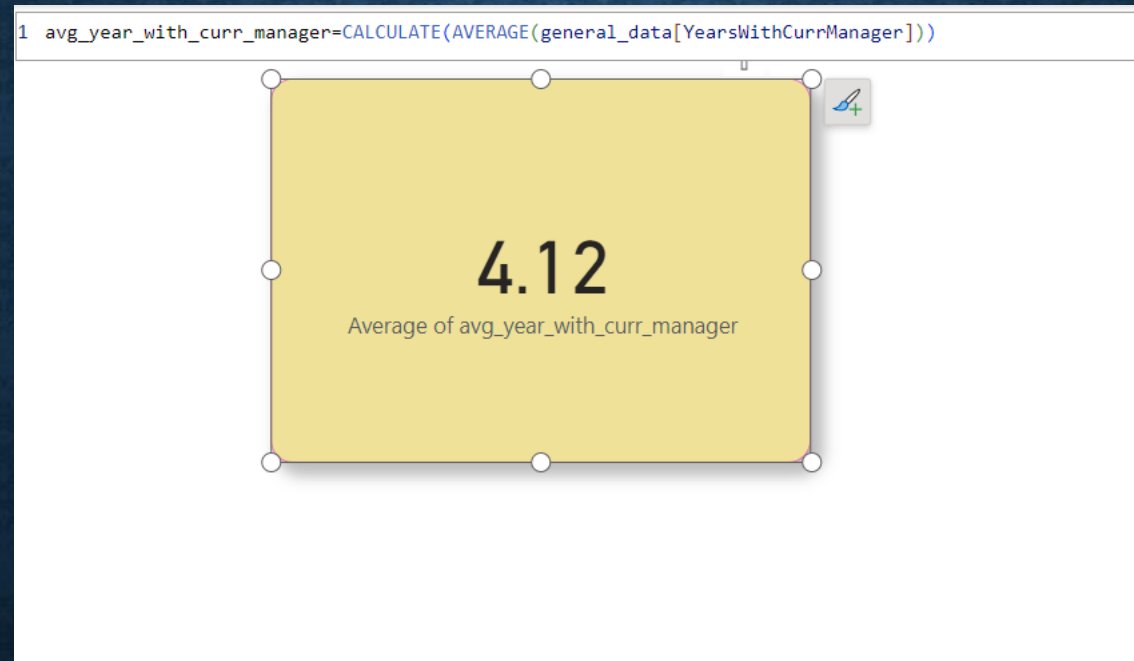 1 avg_year_with_curr_manager=CALCULATE(AVERAGE(general_data[YearsWithCurrManager]))
4.12
Average of avg_year_with_curr_manager